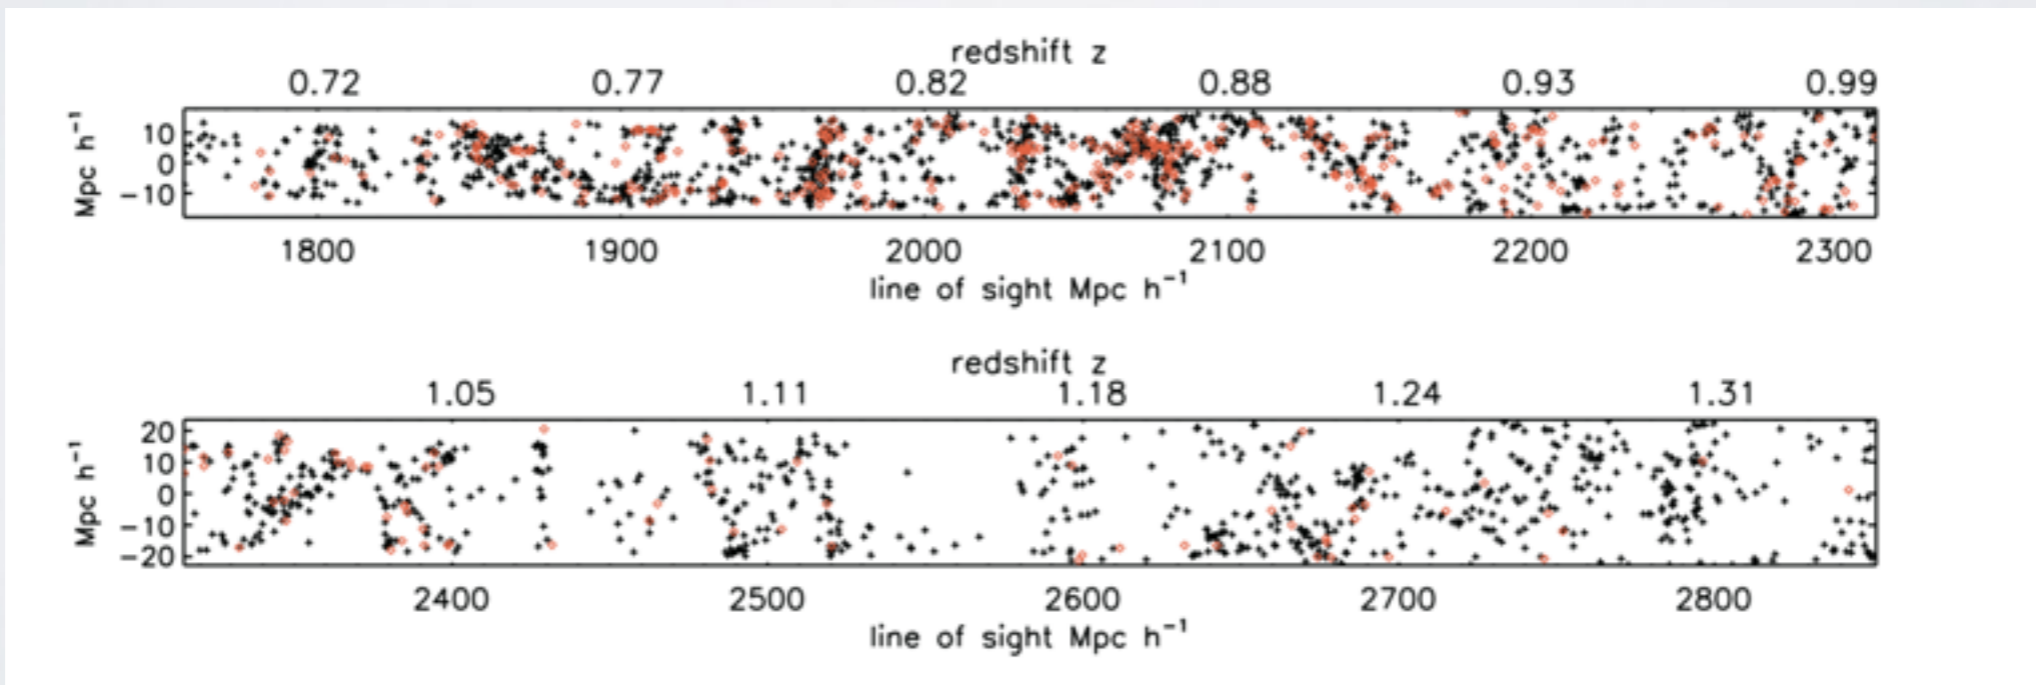 redshift z
0.72 0.77 0.82 0.88 0.93 0.99
Mpc h⁻¹
10
0
−10
1800 1900 2000 2100 2200 2300
line of sight Mpc h⁻¹
redshift z
1.05 1.11 1.18 1.24 1.31
Mpc h⁻¹
20
10
0
−10
−20
2400 2500 2600 2700 2800
line of sight Mpc h⁻¹